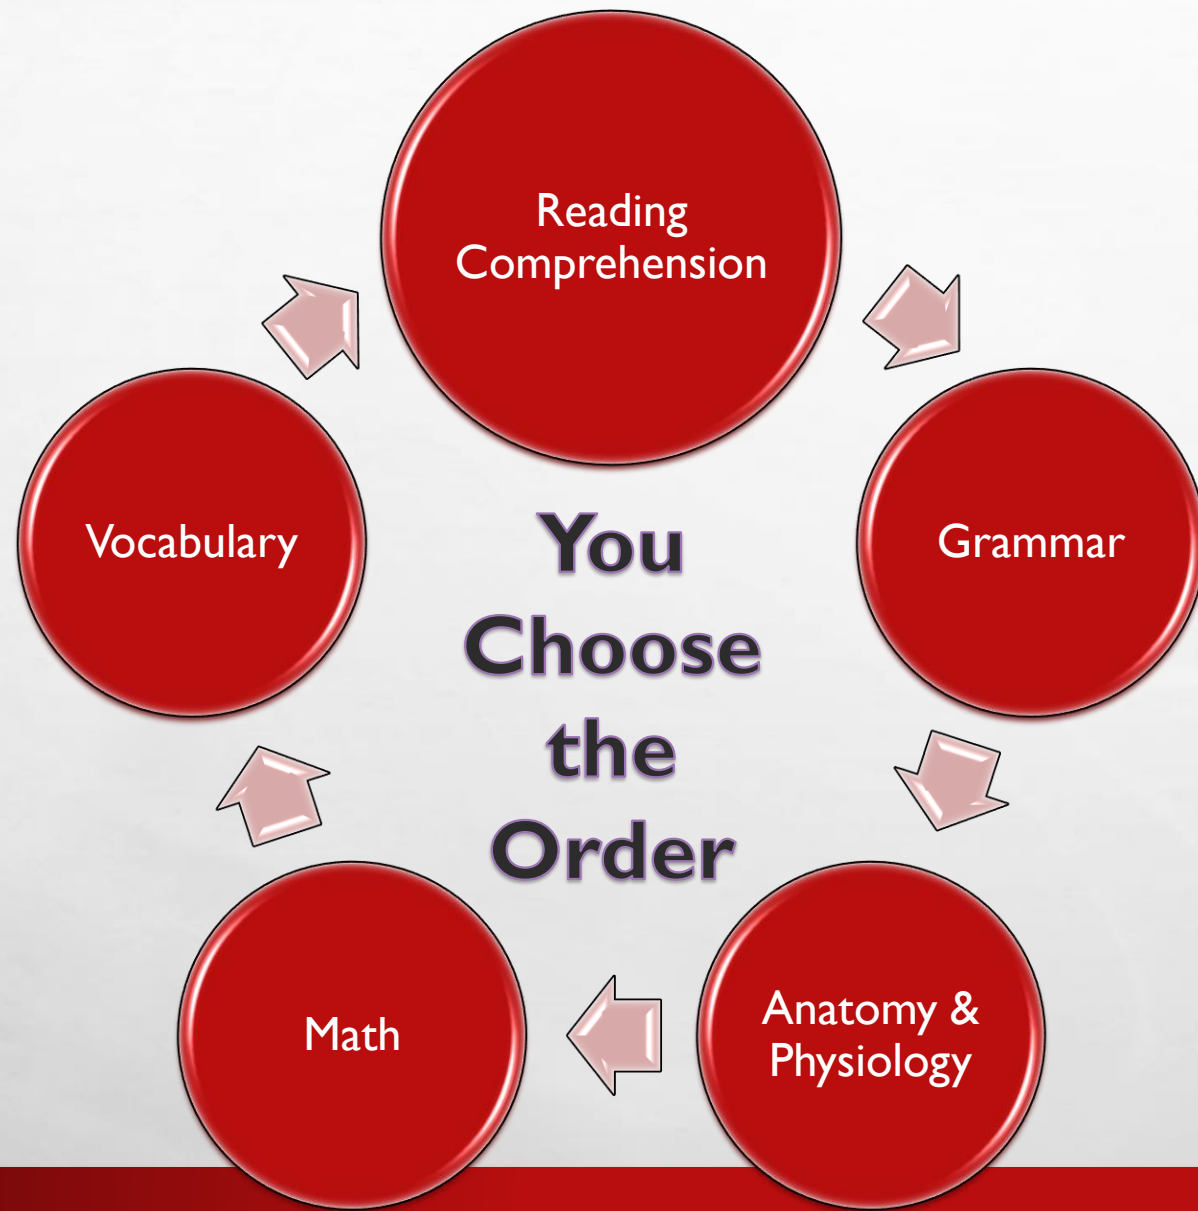 Reading
Comprehension
Grammar
Anatomy &
Physiology
Math
Vocabulary
You
Choose
the
Order